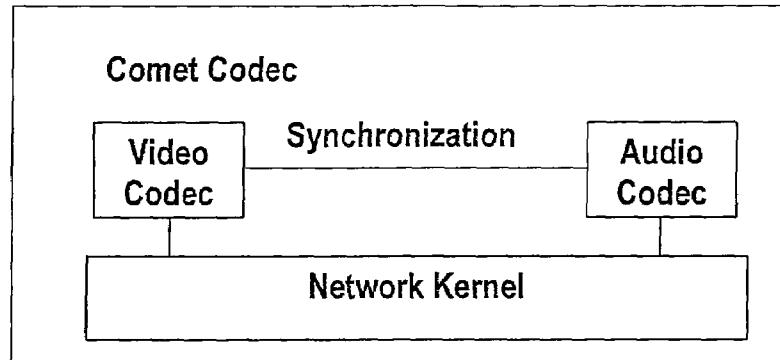 Comet Codec
Synchronization
Video
Codec
Audio
Codec
Network Kernel